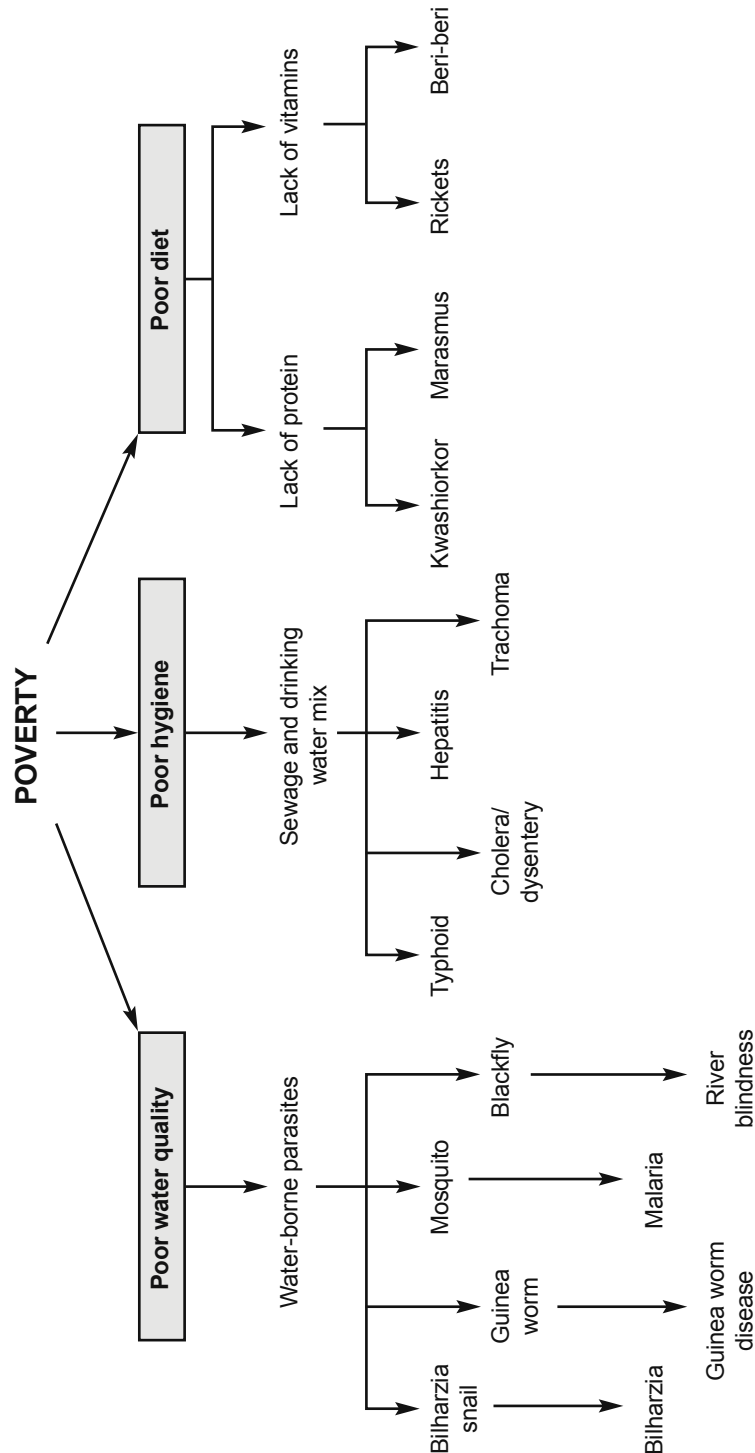 POVERTY
Poor water quality
Poor hygiene
Poor diet
Water-borne parasites
Sewage and drinking
water mix
Lack of protein
Lack of vitamins
Bilharzia
snail
Guinea
worm
Mosquito
Blackfly
Typhoid
Cholera/
dysentery
Hepatitis
Trachoma
Kwashiorkor
Marasmus
Rickets
Beri-beri
Bilharzia
Guinea worm
disease
Malaria
River
blindness